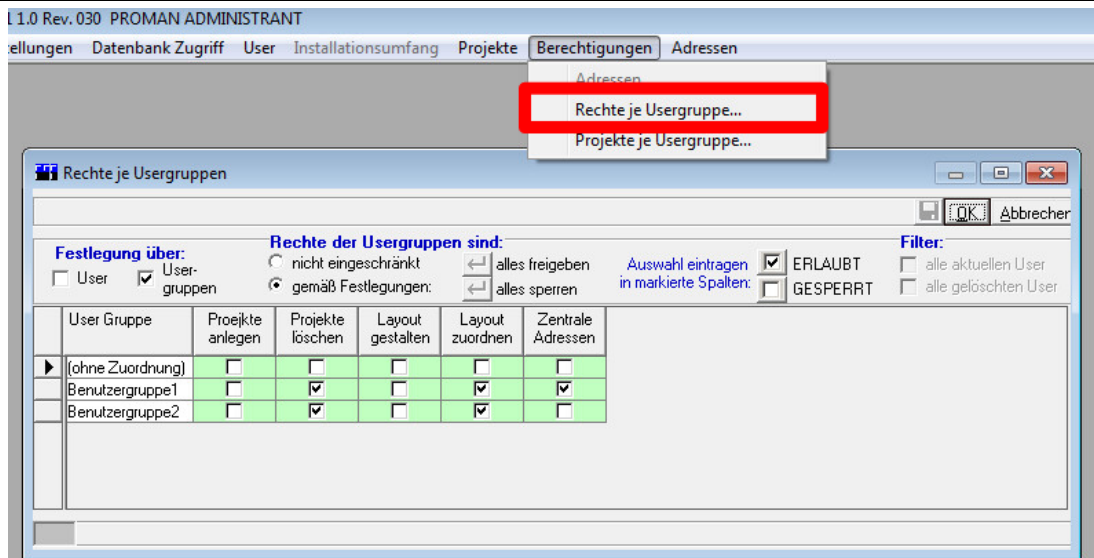 1.0 Rev. 030 PROMAN ADMINISTRANT
ellungen Datenbank Zugriff User Installationsumfang Projekte Berechtigungen Adressen
Adressen
Rechte je Usergruppe...
Projekte je Usergruppe...
Rechte je Usergruppen
OK Abbrechen
Festlegung über:
User
User-
gruppen
Rechte der Usergruppen sind:
nicht eingeschränkt
alles freigeben
gemäß Festlegungen:
alles sperren
Auswahl eintragen
in markierte Spalten:
ERLAUBT
GESPERRT
Filter:
alle aktuellen User
alle gelöschten User
User Gruppe Proejkte Projekte Layout Layout Zentrale
anlegen löschen gestalten zuordnen Adressen
(ohne Zuordnung)
Benutzergruppe1
Benutzergruppe2